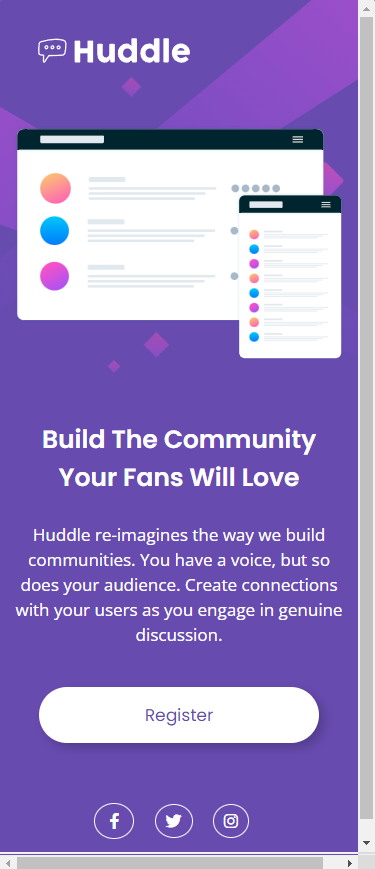 Huddle
Build The Community
Your Fans Will Love
Huddle re-imagines the way we build
communities. You have a voice, but so
does your audience. Create connections
with your users as you engage in genuine
discussion.
Register